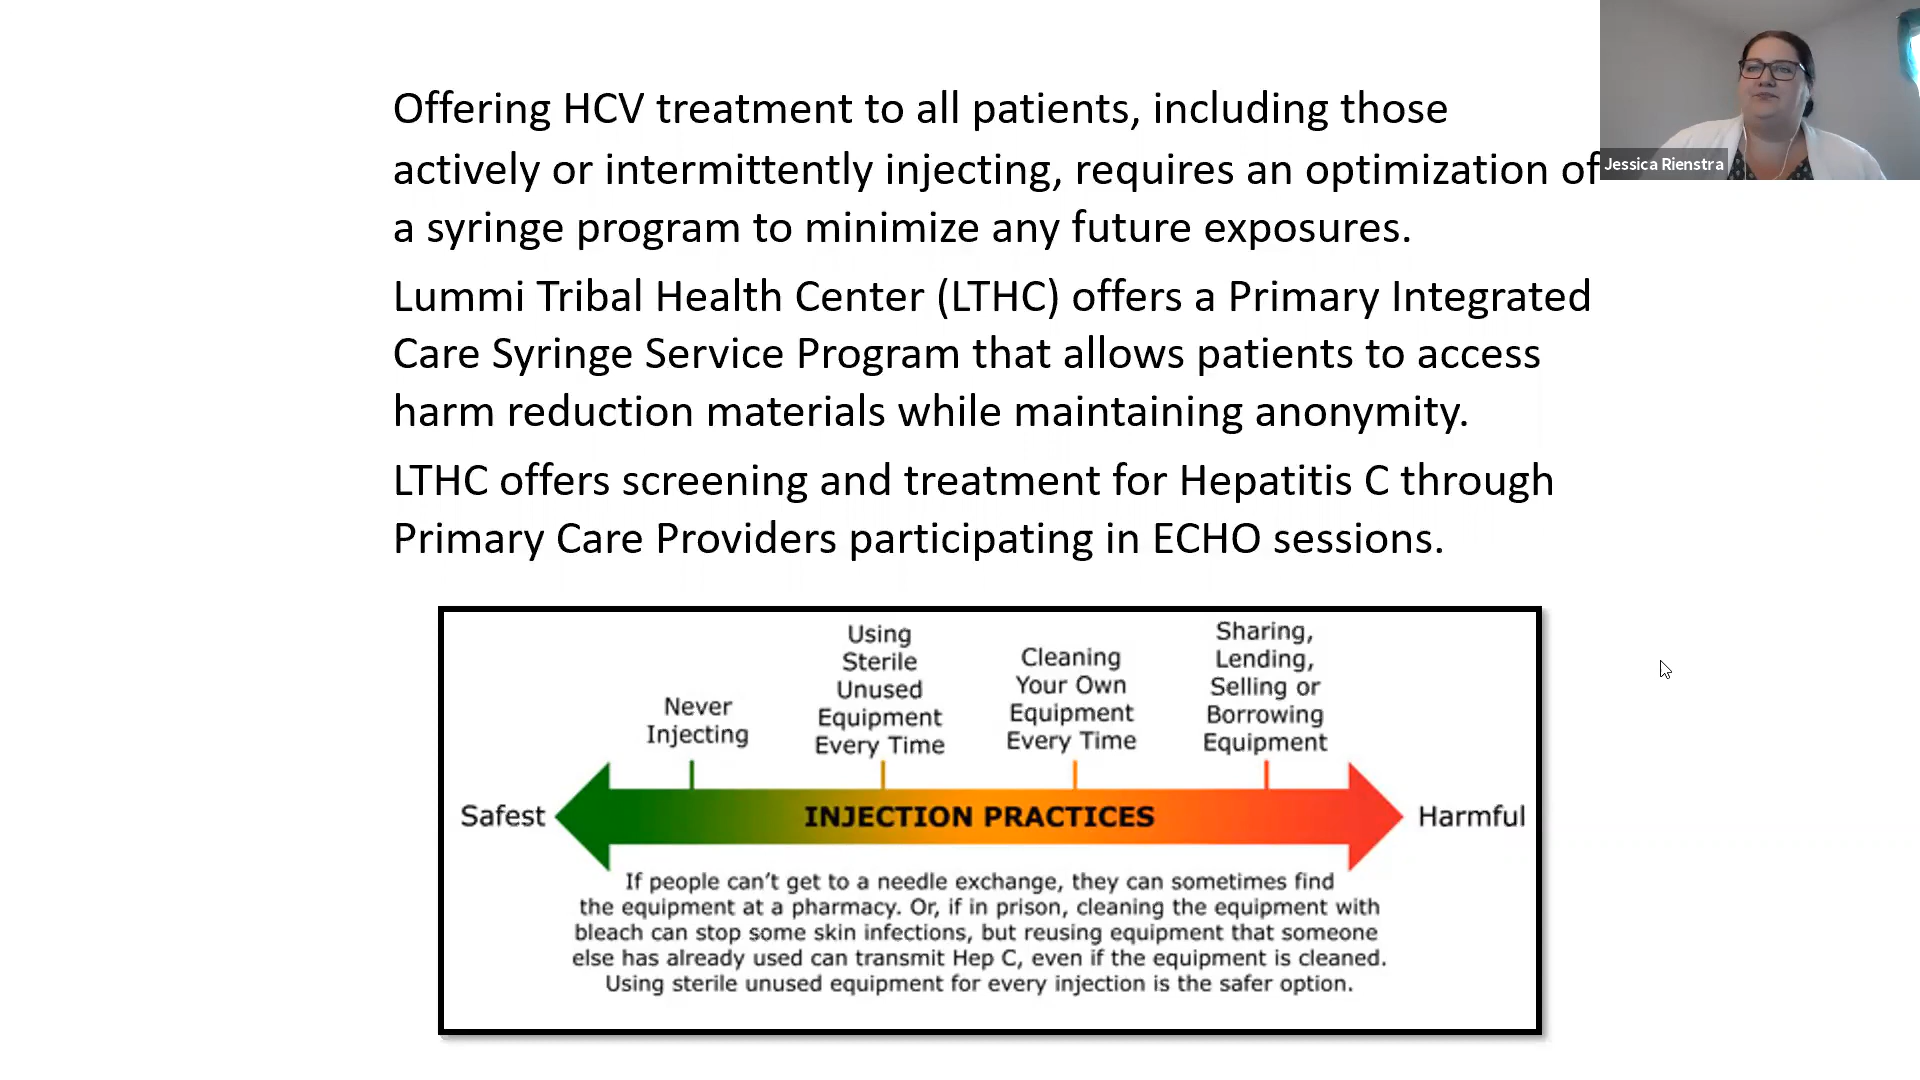 Offering HCV treatment to all patients, including those
actively or intermittently injecting, requires an optimization of
a syringe program to minimize any future exposures.
Lummi Tribal Health Center (LTHC) offers a Primary Integrated
Care Syringe Service Program that allows patients to access
harm reduction materials while maintaining anonymity.
LTHC offers screening and treatment for Hepatitis C through
Primary Care Providers participating in ECHO sessions.
Jessica Rienstra
Never
Injecting
Using
Sterile
Unused
Equipment
Every Time
Cleaning
Your Own
Equipment
Every Time
Sharing,
Lending,
Selling or
Borrowing
Equipment
Safest
INJECTION PRACTICES
Harmful
If people can't get to a needle exchange, they can sometimes find
the equipment at a pharmacy. Or, if in prison, cleaning the equipment with
bleach can stop some skin infections, but reusing equipment that someone
else has already used can transmit Hep C, even if the equipment is cleaned.
Using sterile unused equipment for every injection is the safer option.